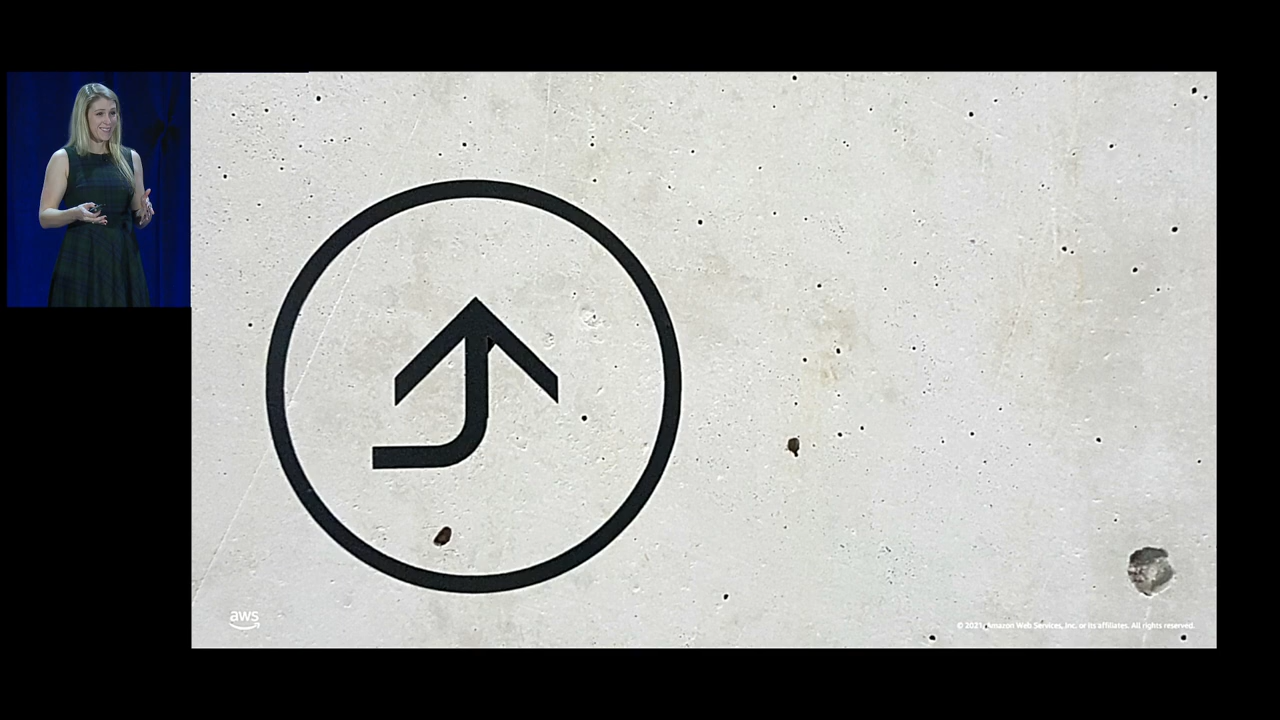 aws
© 2021, Amazon Web Services, Inc. or its affiliates. All rights reserved.